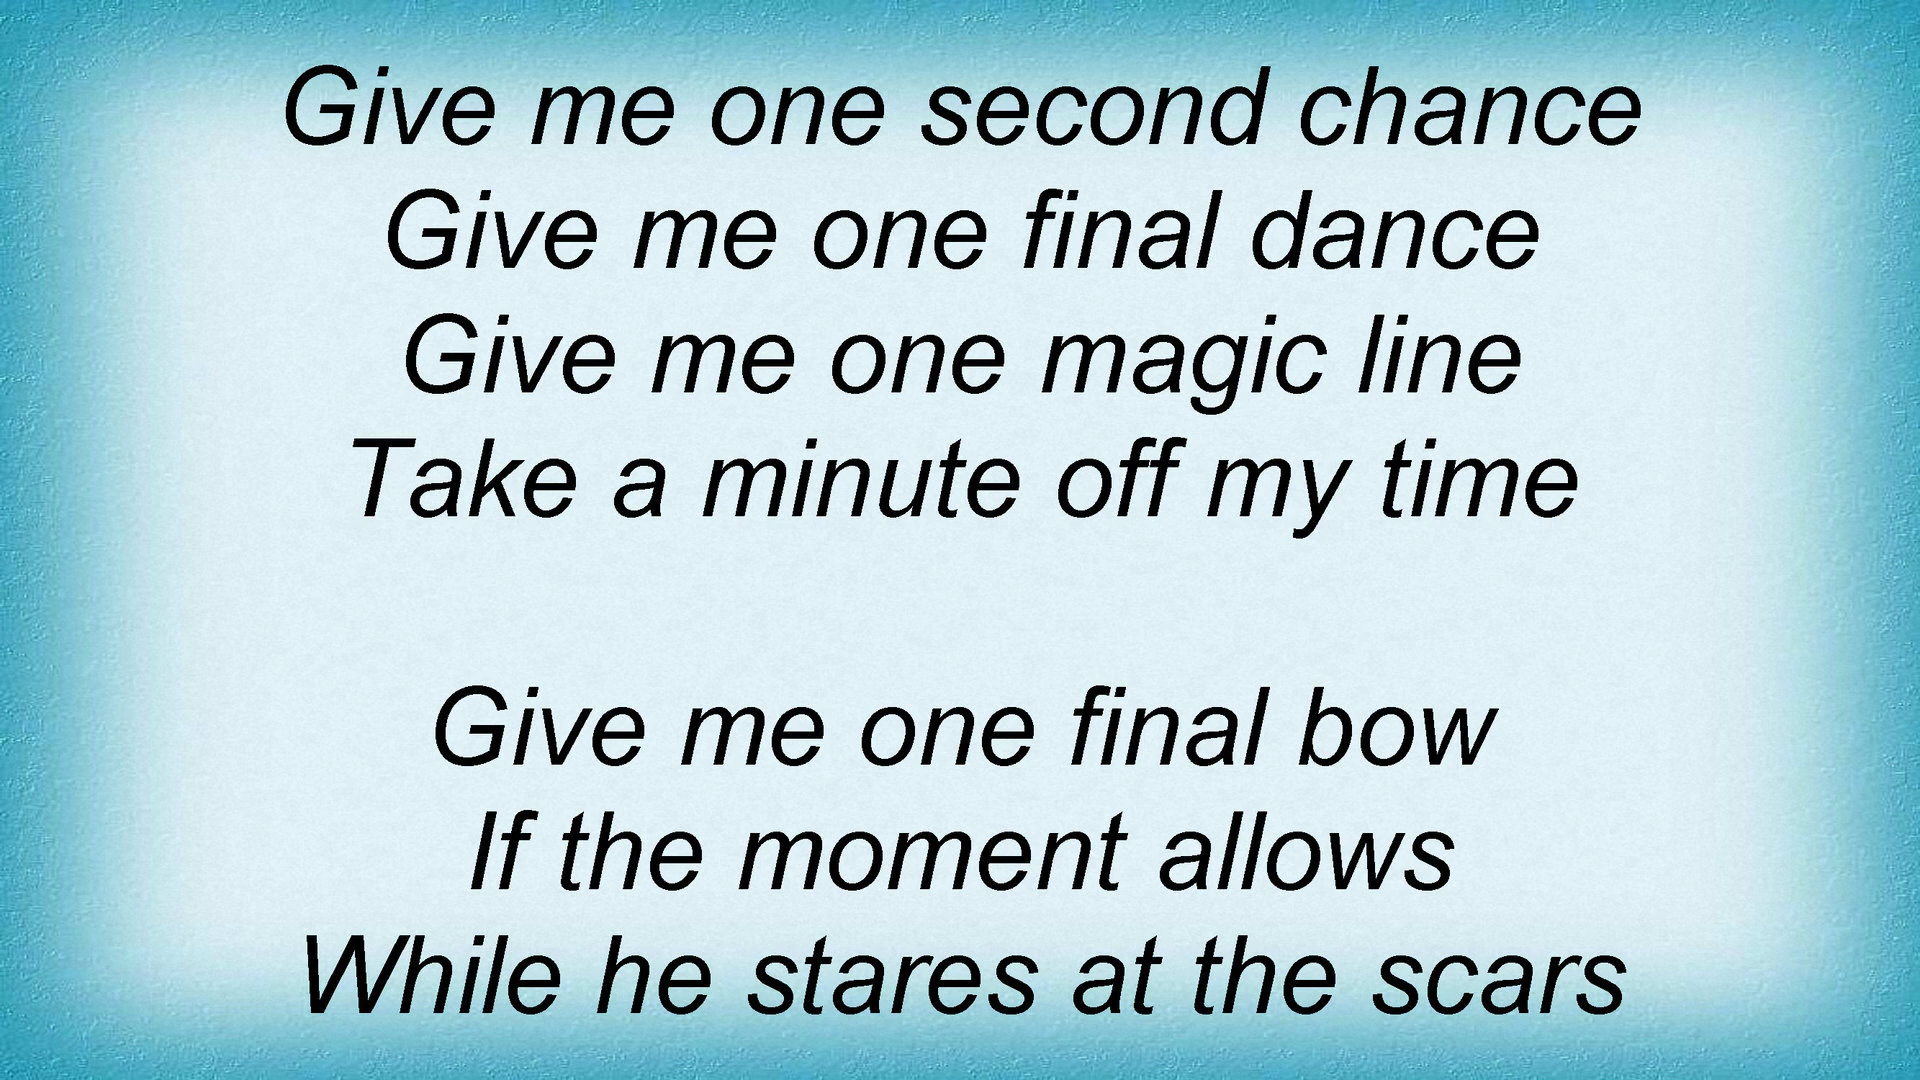 Give me one second chance
Give me one final dance
Give me one magic line
Take a minute off my time
Give me one final bow
If the moment allows
While he stares at the scars